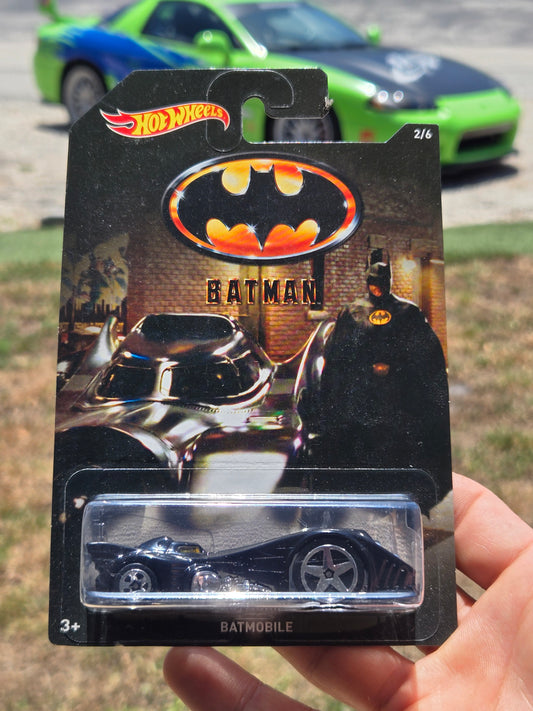 HOT WHEELS
2/6
BATMAN
3+
BATMOBILE